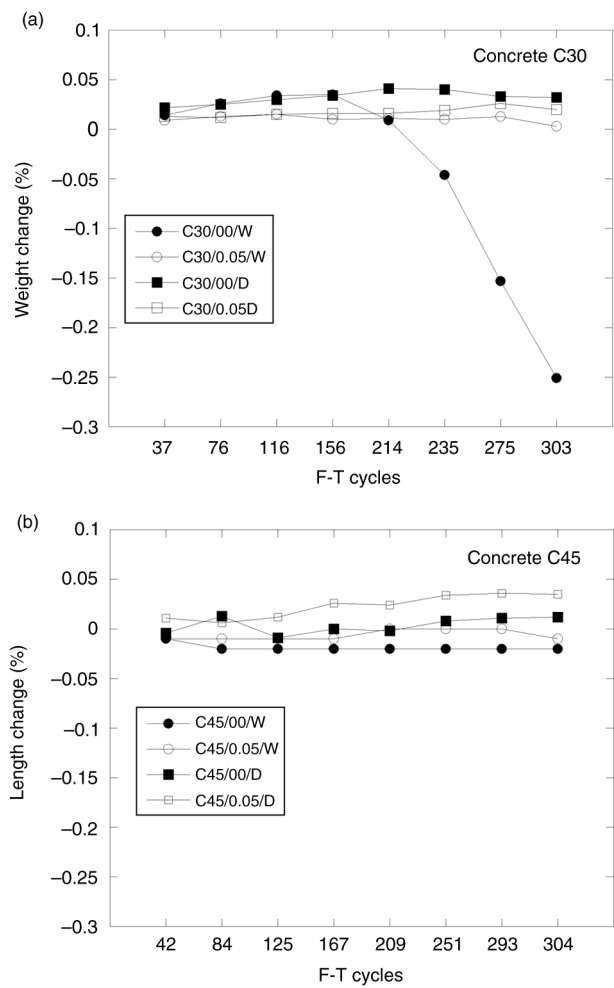 (a)
0.1
Concrete C30
0.05
0
−0.05
−0.1
−0.15
−0.2
−0.25
−0.3
Weight change (%)
C30/00/W
C30/0.05/W
C30/00/D
C30/0.05D
37 76 116 156 214 235 275 303
F-T cycles
(b)
0.1
Concrete C45
0.05
0
−0.05
−0.1
−0.15
−0.2
−0.25
−0.3
Length change (%)
C45/00/W
C45/0.05/W
C45/00/D
C45/0.05/D
42 84 125 167 209 251 293 304
F-T cycles